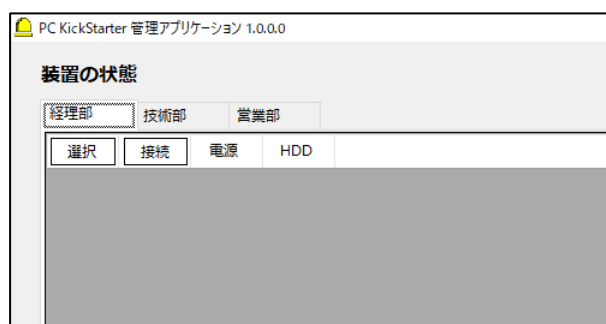 PC KickStarter 管理アプリケーション 1.0.0.0
装置の状態
経理部 技術部 営業部
選択 接続 電源 HDD